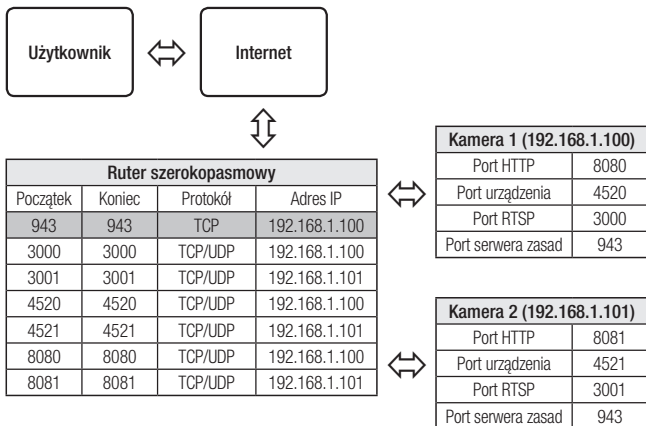 Użytkownik
Internet
Ruter szerokopasmowy
Początek Koniec Protokół Adres IP
943 943 TCP 192.168.1.100
3000 3000 TCP/UDP 192.168.1.100
3001 3001 TCP/UDP 192.168.1.101
4520 4520 TCP/UDP 192.168.1.100
4521 4521 TCP/UDP 192.168.1.101
8080 8080 TCP/UDP 192.168.1.100
8081 8081 TCP/UDP 192.168.1.101
Kamera 1 (192.168.1.100)
Port HTTP 8080
Port urządzenia 4520
Port RTSP 3000
Port serwera zasad 943
Kamera 2 (192.168.1.101)
Port HTTP 8081
Port urządzenia 4521
Port RTSP 3001
Port serwera zasad 943